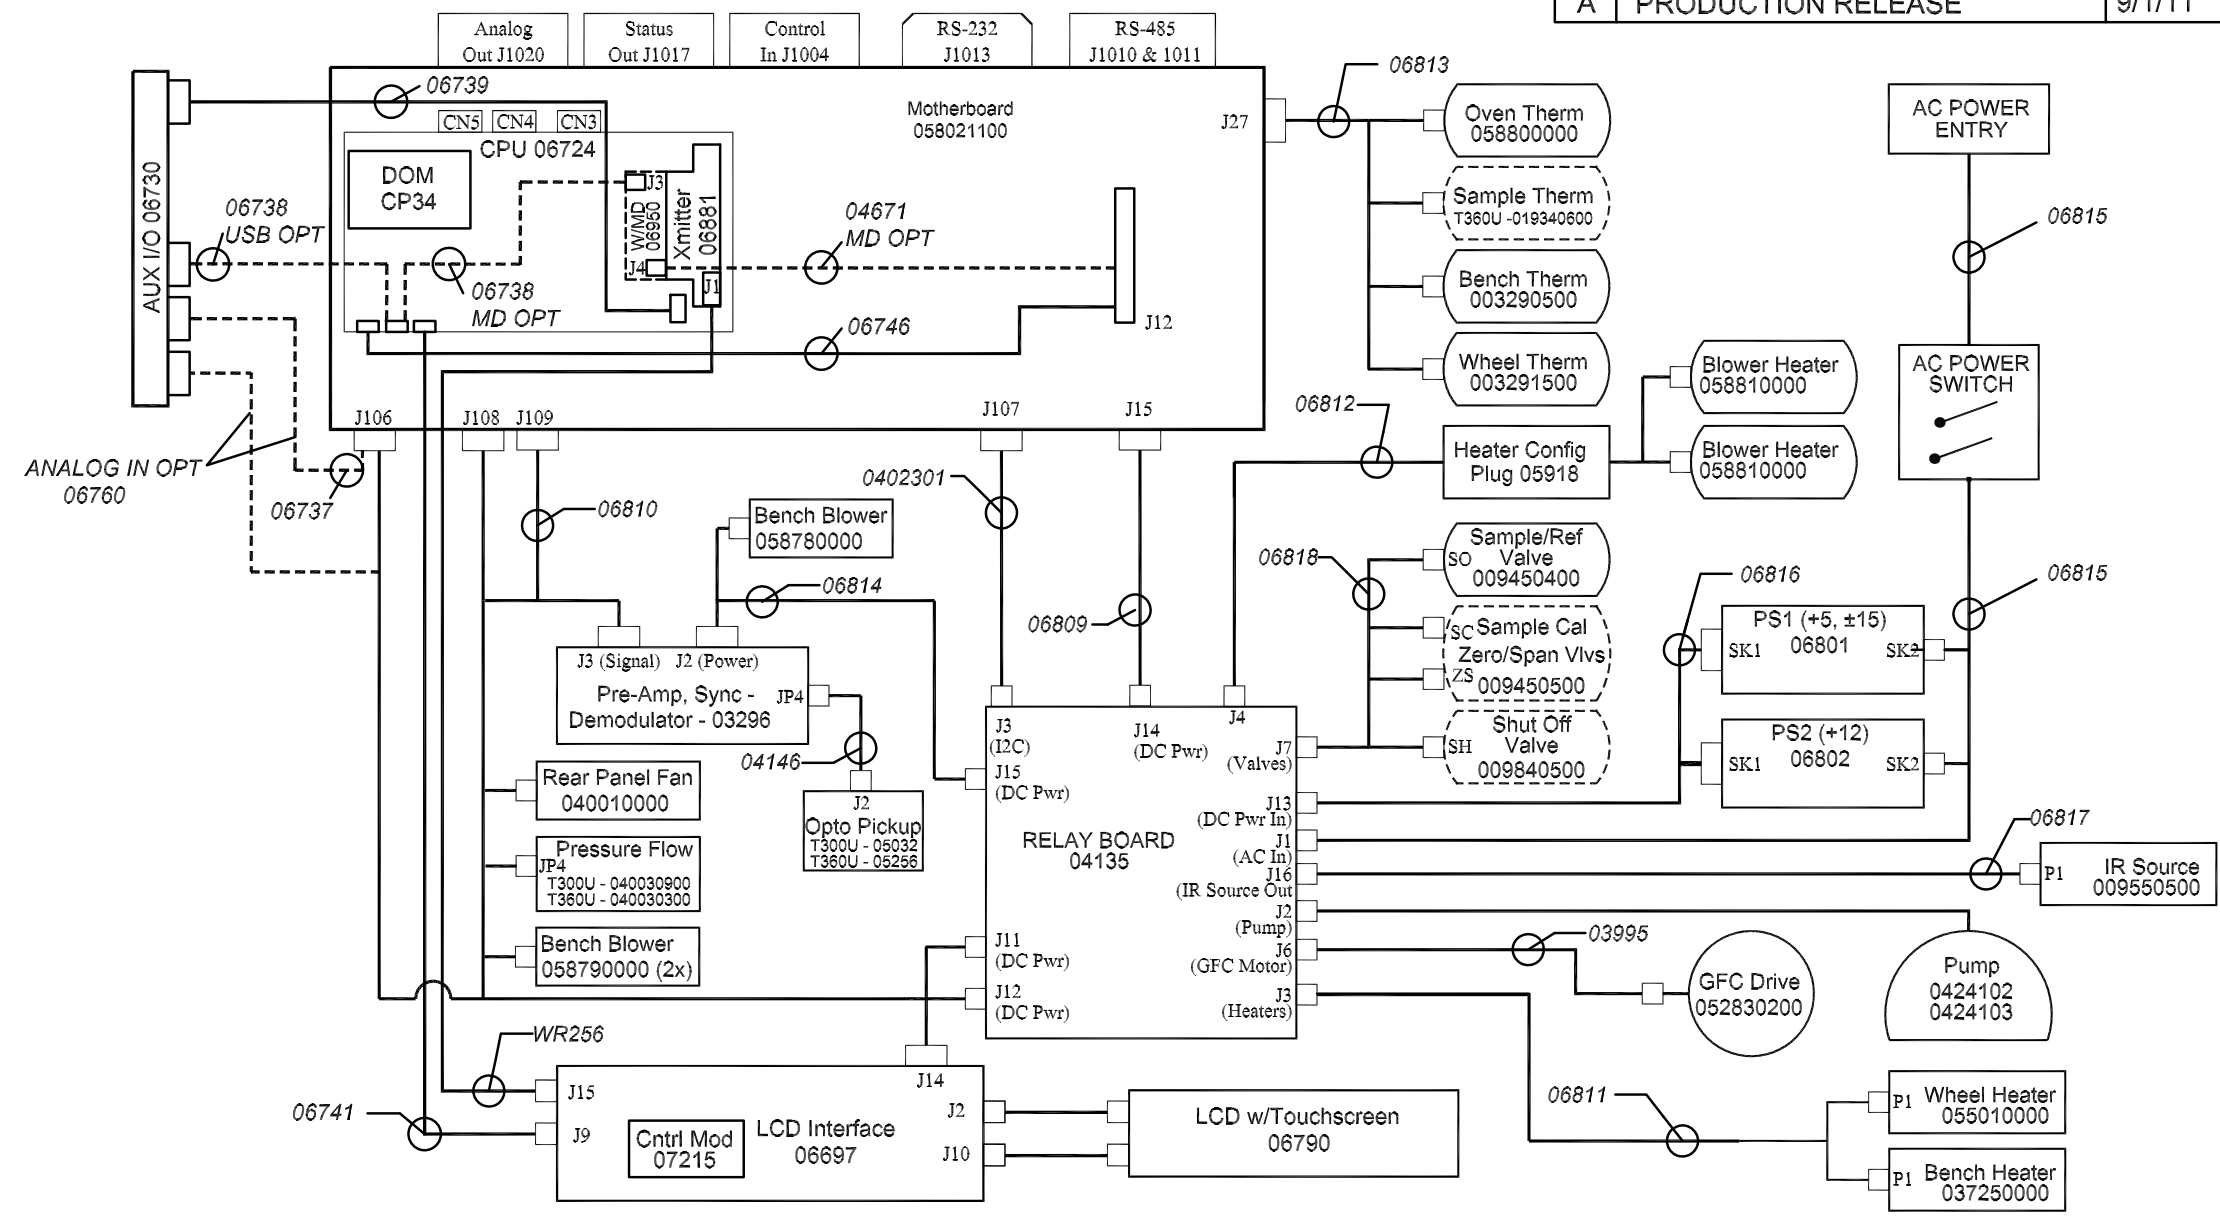 A PRODUCTION RELEASE 9/1/11
Analog
Out J1020
Status
Out J1017
Control
In J1004
RS-232
J1013
RS-485
J1010 & 1011
06739
CN5 CN4 CN3
CPU 06724
DOM
CP34
Motherboard
058021100
J27
06813
AUX I/O 06730
06738
USB OPT
06738
MD OPT
J3
W/MD
06950
Xmitter
06881
J4
J1
04671
MD OPT
06746
J12
J106
J108
J109
J107
J15
ANALOG IN OPT
06760
06737
Oven Therm
058800000
Sample Therm
T360U -019340600
Bench Therm
003290500
Wheel Therm
003291500
AC POWER
ENTRY
06815
AC POWER
SWITCH
Blower Heater
058810000
Blower Heater
058810000
06812
Heater Config
Plug 05918
0402301
06810
Bench Blower
058780000
06814
06809
06818
SO
Sample/Ref
Valve
009450400
SC
Sample Cal
Zero/Span Vlvs
ZS
009450500
SH
Shut Off
Valve
009840500
06816
06815
PS1 (+5, ±15)
06801
SK1
SK2
PS2 (+12)
06802
SK1
SK2
J3 (Signal) J2 (Power)
Pre-Amp, Sync -
Demodulator - 03296
JP4
04146
J2
Opto Pickup
T300U - 05032
T360U - 05256
Rear Panel Fan
040010000
Pressure Flow
JP4
T300U - 040030900
T360U - 040030300
Bench Blower
058790000 (2x)
J3
(I2C)
J15
(DC Pwr)
J14
(DC Pwr)
J4
J7
(Valves)
J13
(DC Pwr In)
J1
(AC In)
J16
(IR Source Out
J2
(Pump)
J6
(GFC Motor)
J3
(Heaters)
RELAY BOARD
04135
J11
(DC Pwr)
J12
(DC Pwr)
06817
P1
IR Source
009550500
03995
GFC Drive
052830200
Pump
0424102
0424103
WR256
06741
J15
J9
J14
J2
J10
Cntrl Mod
07215
LCD Interface
06697
LCD w/Touchscreen
06790
06811
P1
Wheel Heater
055010000
P1
Bench Heater
037250000